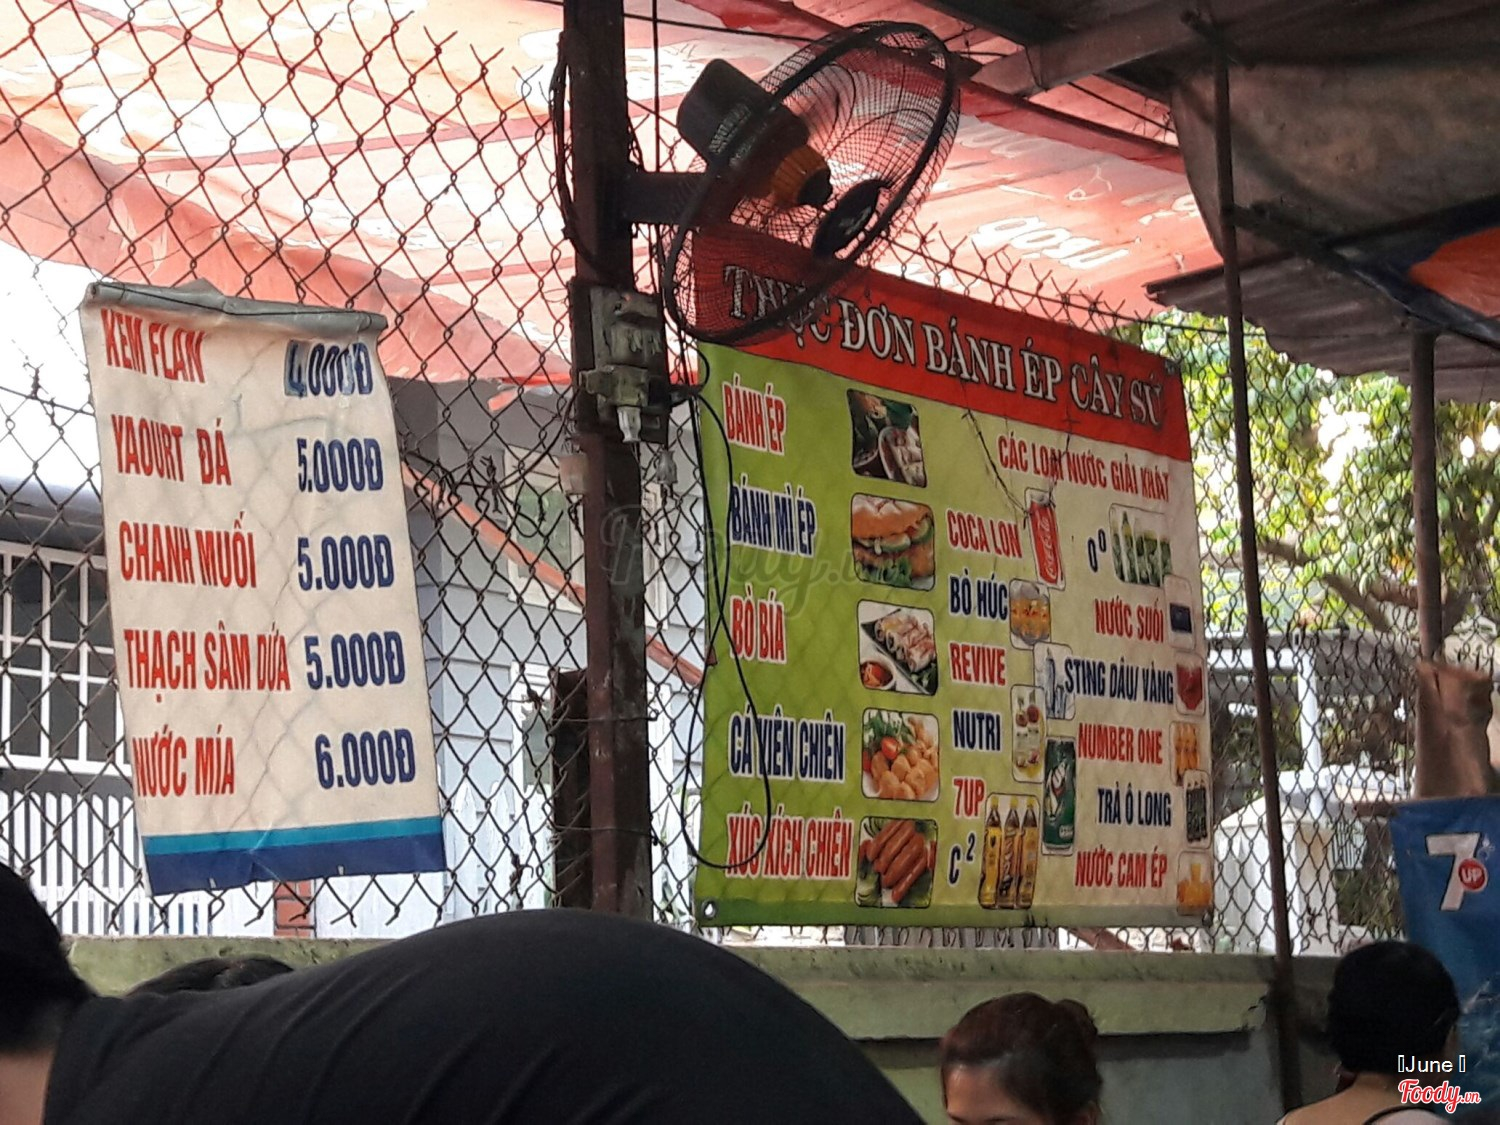 KEM FLAN 4.000Đ
YAOURT ĐÁ 5.000Đ
CHANH MUỐI 5.000Đ
THẠCH SÂM DỨA 5.000Đ
NƯỚC MÍA 6.000Đ
THỰC ĐƠN BÁNH ÉP CÂY SỨ
BÁNH ÉP
BÁNH MÌ ÉP
BÒ BÍA
CÁ VIÊN CHIÊN
XÚC XÍCH CHIÊN
CÁC LOẠI NƯỚC GIẢI KHÁT
COCA LON
BÒ HÚC
REVIVE
NUTRI
7UP
C²
0⁰
NƯỚC SUỐI
STING DÂU/ VÀNG
NUMBER ONE
TRÀ Ô LONG
NƯỚC CAM ÉP
7UP
Foody.vn
June
Foody.vn